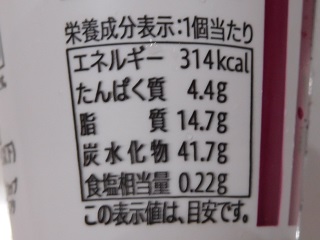 栄養成分表示:1個当たり
エネルギー 314kcal
たんぱく質 4.4g
脂質 14.7g
炭水化物 41.7g
食塩相当量 0.22g
この表示値は、目安です。